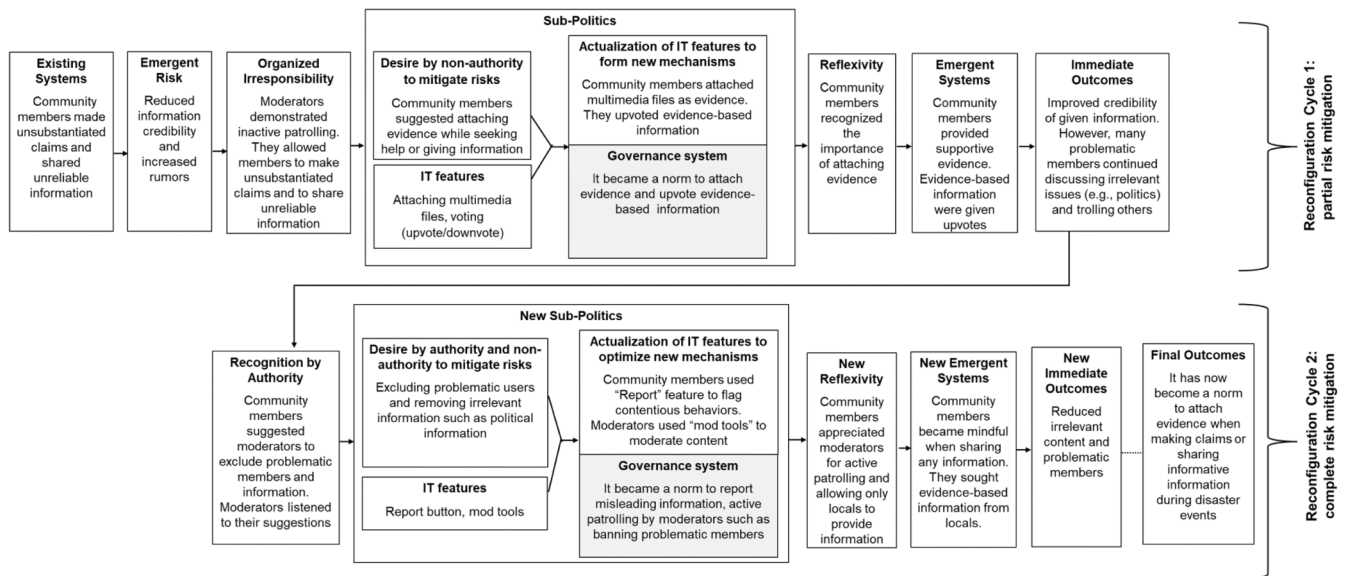 Sub-Politics
Existing
Systems
Community
members made
unsubstantiated
claims and
shared
unreliable
information
Emergent
Risk
Reduced
information
credibility
and
increased
rumors
Organized
Irresponsibility
Moderators
demonstrated
inactive patrolling.
They allowed
members to make
unsubstantiated
claims and to share
unreliable
information
Desire by non-authority
to mitigate risks
Community members
suggested attaching
evidence while seeking
help or giving information
IT features
Attaching multimedia
files, voting
(upvote/downvote)
Actualization of IT features to
form new mechanisms
Community members attached
multimedia files as evidence.
They upvoted evidence-based
information
Governance system
It became a norm to attach
evidence and upvote evidence-
based information
Reflexivity
Community
members
recognized
the
importance
of attaching
evidence
Emergent
Systems
Community
members
provided
supportive
evidence.
Evidence-based
information
were given
upvotes
Immediate
Outcomes
Improved credibility
of given information.
However, many
problematic
members continued
discussing irrelevant
issues (e.g., politics)
and trolling others
Reconfiguration Cycle 1:
partial risk mitigation
New Sub-Politics
Recognition by
Authority
Community
members
suggested
moderators to
exclude problematic
members and
information.
Moderators listened
to their suggestions
Desire by authority and non-
authority to mitigate risks
Excluding problematic users
and removing irrelevant
information such as political
information
IT features
Report button, mod tools
Actualization of IT features to
optimize new mechanisms
Community members used
"Report" feature to flag
contentious behaviors.
Moderators used "mod tools" to
moderate content
Governance system
It became a norm to report
misleading information, active
patrolling by moderators such as
banning problematic members
New
Reflexivity
Community
members
appreciated
moderators
for active
patrolling and
allowing only
locals to
provide
information
New Emergent
Systems
Community
members
became mindful
when sharing
any information.
They sought
evidence-based
information from
locals.
New
Immediate
Outcomes
Reduced
irrelevant
content and
problematic
members
Final Outcomes
It has now
become a norm
to attach
evidence when
making claims or
sharing
informative
information
during disaster
events
Reconfiguration Cycle 2:
complete risk mitigation